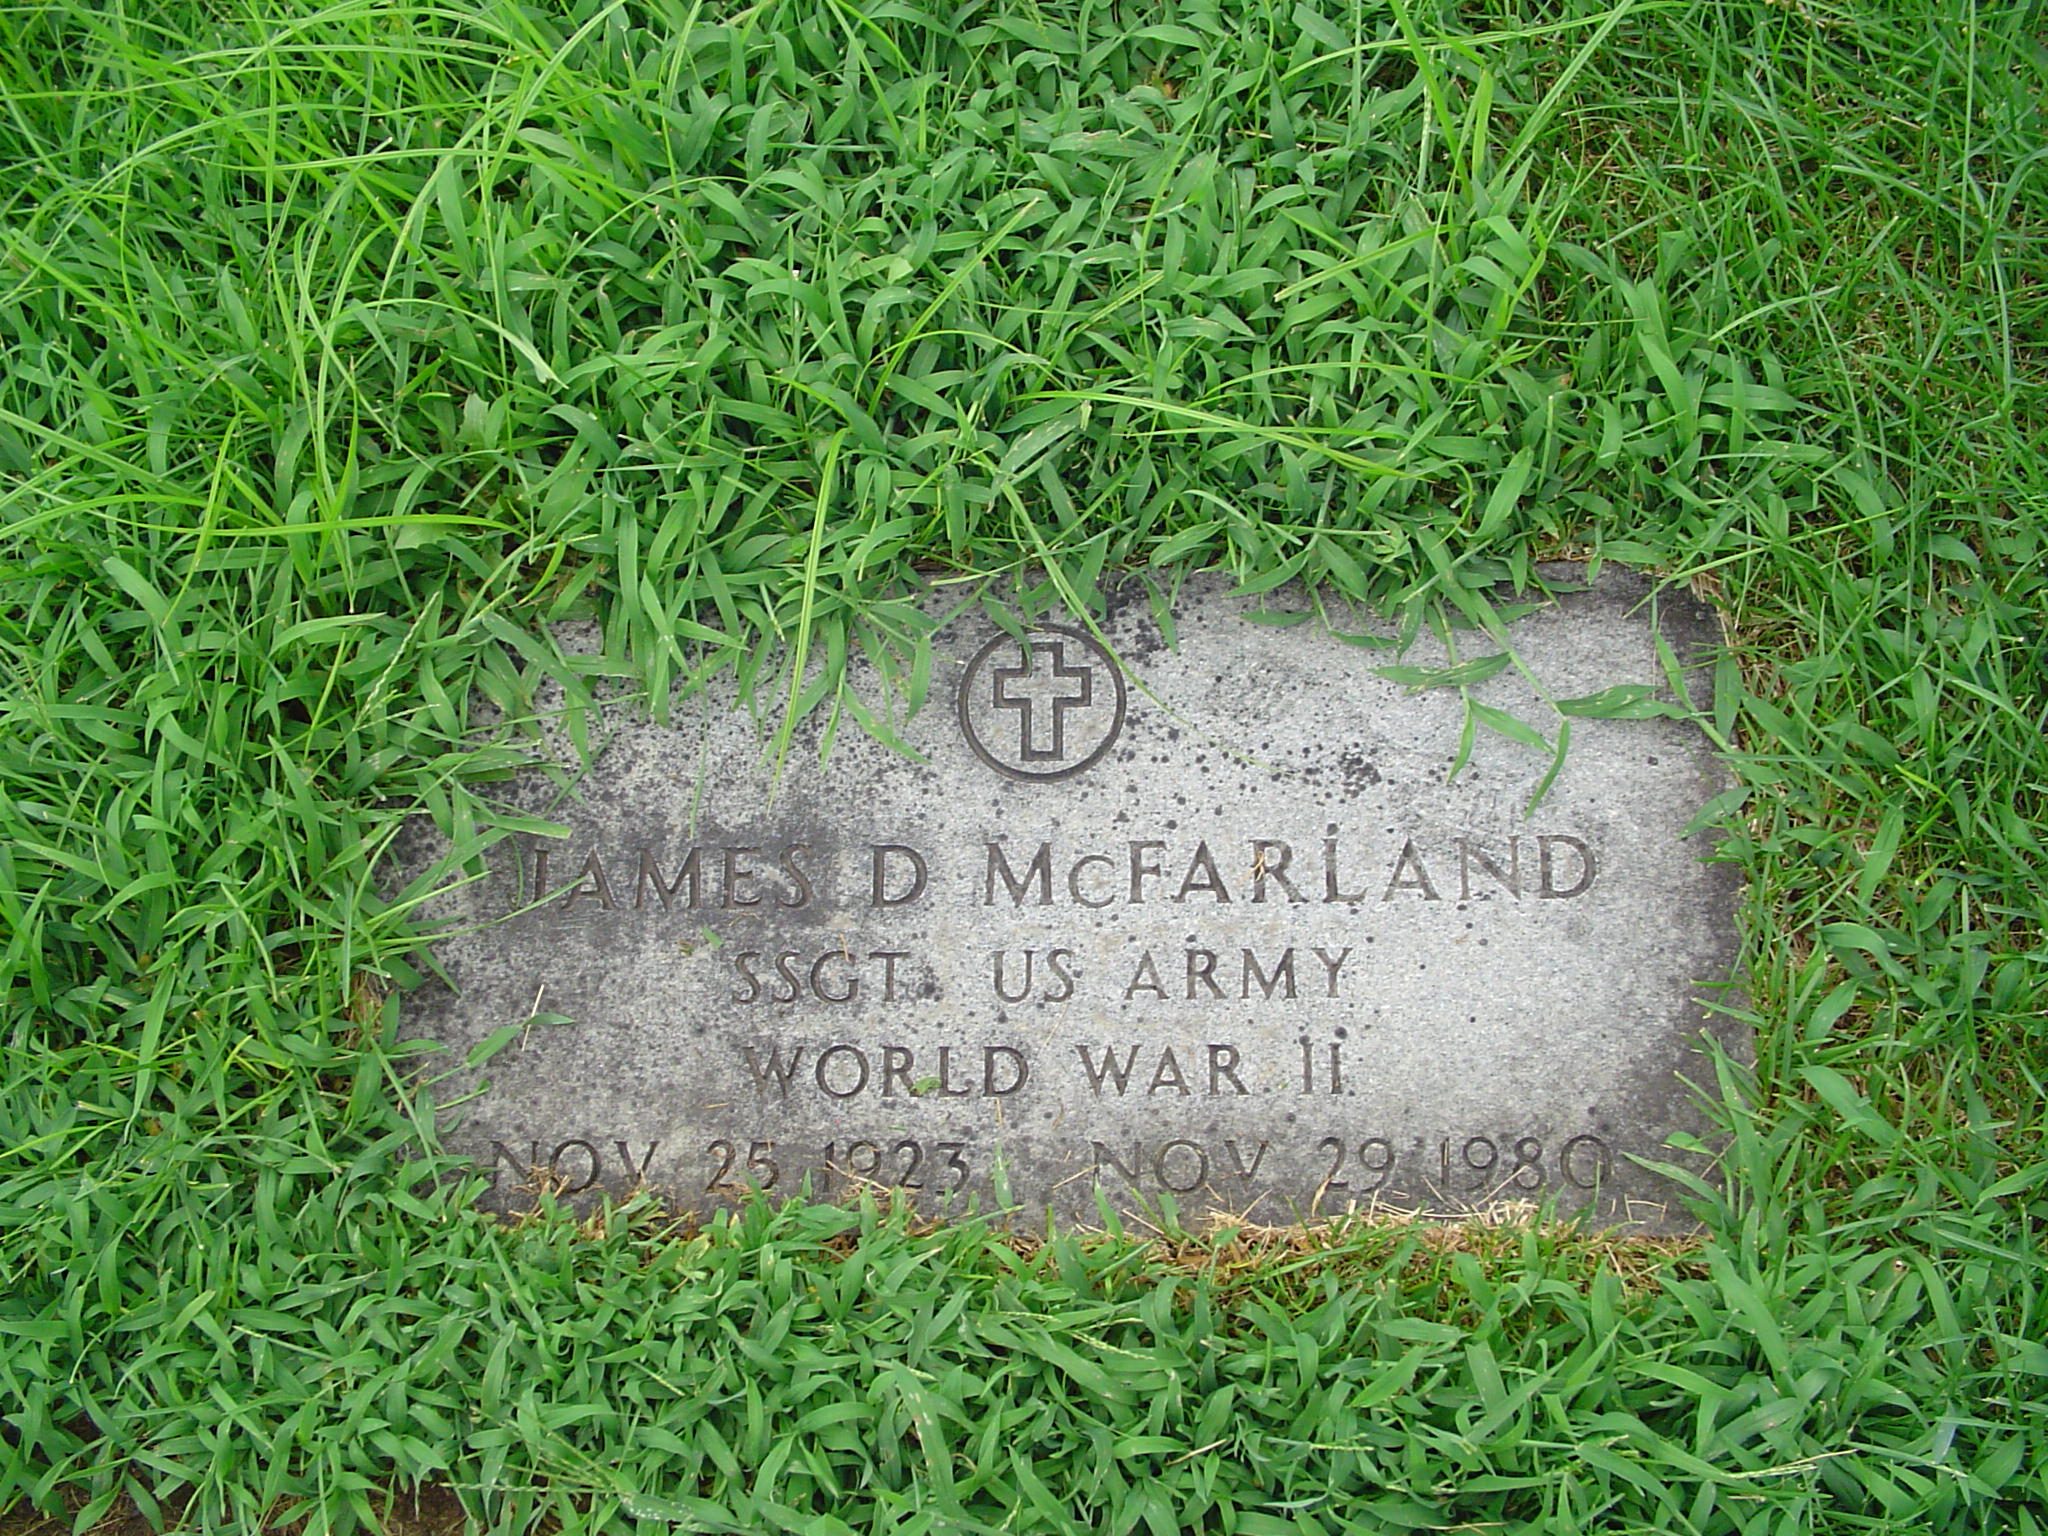 JAMES D McFARLAND
SSGT US ARMY
WORLD WAR II
NOV 25 1923 NOV 29 1980